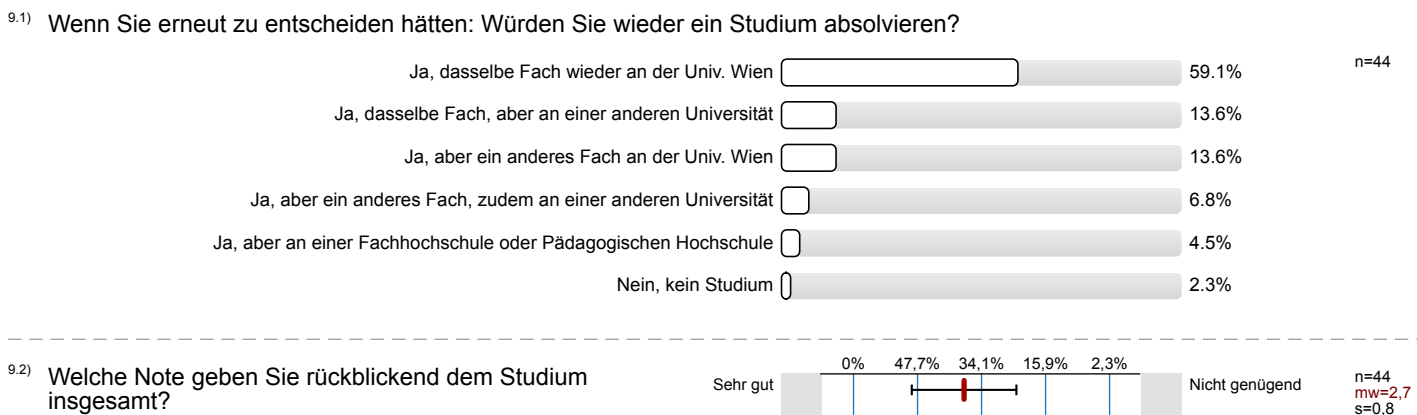 9.1) Wenn Sie erneut zu entscheiden hätten: Würden Sie wieder ein Studium absolvieren?
Ja, dasselbe Fach wieder an der Univ. Wien 59.1% n=44
Ja, dasselbe Fach, aber an einer anderen Universität 13.6%
Ja, aber ein anderes Fach an der Univ. Wien 13.6%
Ja, aber ein anderes Fach, zudem an einer anderen Universität 6.8%
Ja, aber an einer Fachhochschule oder Pädagogischen Hochschule 4.5%
Nein, kein Studium 2.3%
9.2) Welche Note geben Sie rückblickend dem Studium
insgesamt?
0% 47,7% 34,1% 15,9% 2,3%
Sehr gut Nicht genügend
n=44
mw=2,7
s=0,8